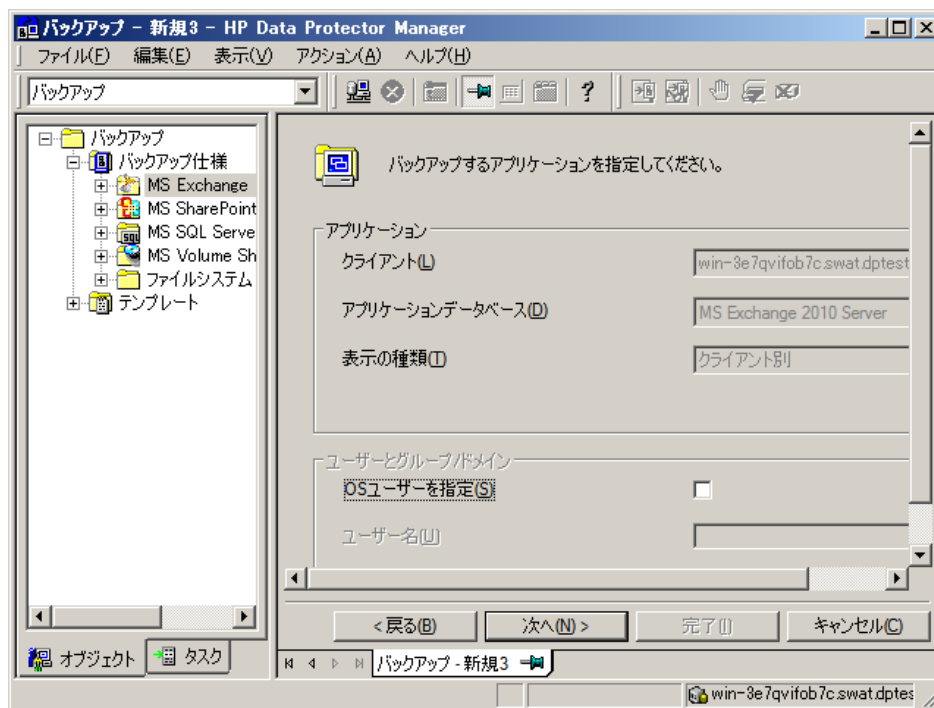 バックアップ - 新規3 - HP Data Protector Manager
ファイル(F) 編集(E) 表示(V) アクション(A) ヘルプ(H)
バックアップ
バックアップ
バックアップ仕様
MS Exchange
MS SharePoint
MS SQL Serve
MS Volume Sh
ファイルシステム
テンプレート
バックアップするアプリケーションを指定してください。
アプリケーション
クライアント(L)
win-3e7qvifob7c.swat.dptest
アプリケーションデータベース(D)
MS Exchange 2010 Server
表示の種類(T)
クライアント別
ユーザーとグループ/ドメイン
OSユーザーを指定(S)
ユーザー名(U)
<戻る(B)
次へ(N) >
完了(I)
キャンセル(C)
オブジェクト
タスク
バックアップ - 新規3
win-3e7qvifob7c.swat.dptes